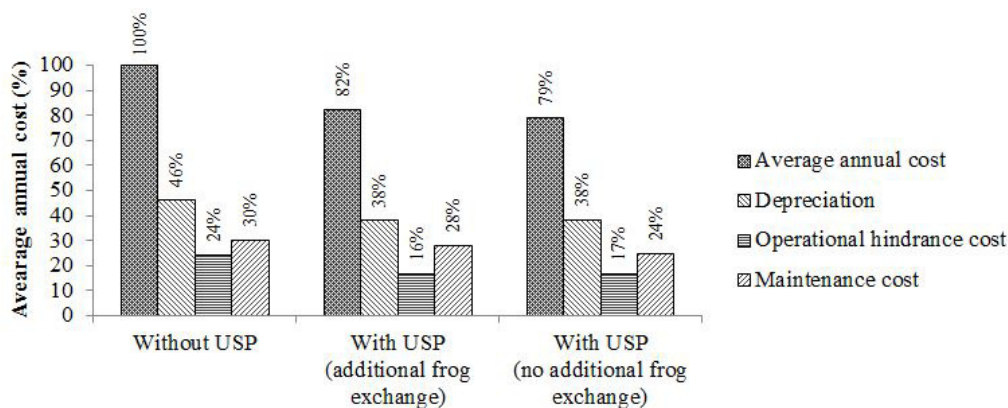 Avearage annual cost (%)
100
90
80
70
60
50
40
30
20
10
0
100%
46%
24%
30%
82%
38%
16%
28%
79%
38%
17%
24%
Without USP
With USP
(additional frog
exchange)
With USP
(no additional frog
exchange)
Average annual cost
Depreciation
Operational hindrance cost
Maintenance cost